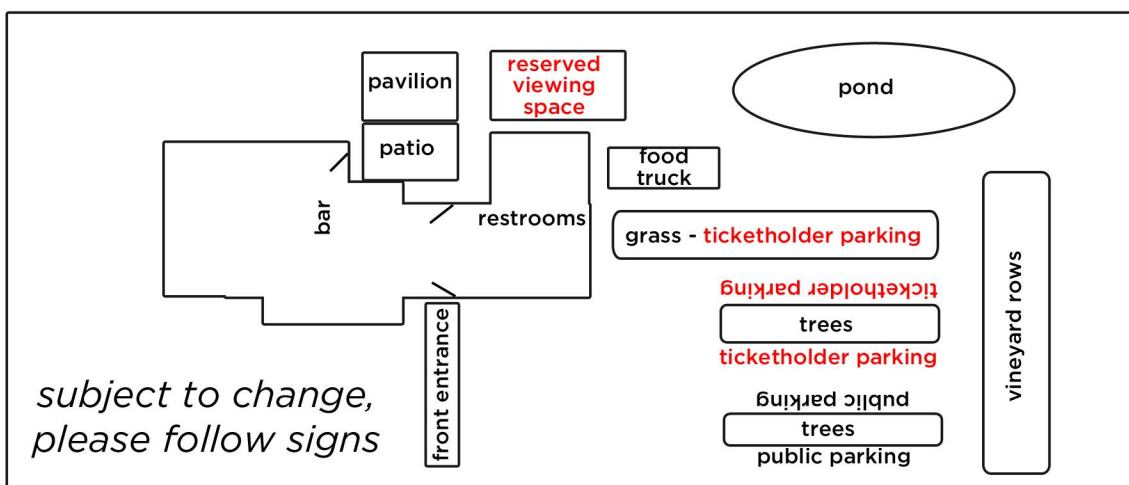 pavilion
reserved
viewing
space
pond
patio
food
truck
bar
restrooms
grass - ticketholder parking
ticketholder parking
trees
ticketholder parking
vineyard rows
front entrance
subject to change,
please follow signs
public parking
trees
public parking